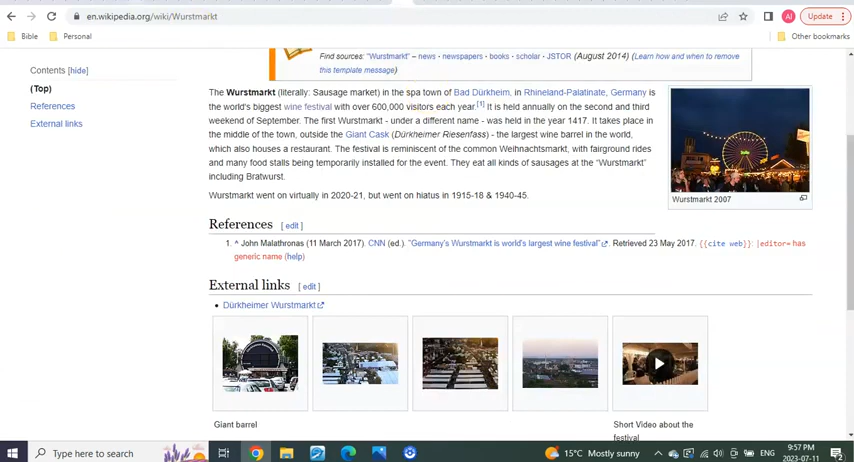 en.wikipedia.org/wiki/Wurstmarkt
AI
Update
Bible
Personal
Other bookmarks
Find sources: "Wurstmarkt" – news · newspapers · books · scholar · JSTOR (August 2014) (Learn how and when to remove
this template message)
Contents [hide]
(Top)
References
External links
The Wurstmarkt (literally: Sausage market) in the spa town of Bad Dürkheim, in Rhineland-Palatinate, Germany is
the world's biggest wine festival with over 600,000 visitors each year.[1] It is held annually on the second and third
weekend of September. The first Wurstmarkt - under a different name - was held in the year 1417. It takes place
in the middle of the town, outside the Giant Cask (Dürkheimer Riesenfass) - the largest wine barrel in the world,
which also houses a restaurant. The festival is reminiscent of the common Weihnachtsmarkt, with fairground rides
and many food stalls being temporarily installed for the event. They eat all kinds of sausages at the "Wurstmarkt"
including Bratwurst.
Wurstmarkt went on virtually in 2020-21, but went on hiatus in 1915-18 & 1940-45.
Wurstmarkt 2007
References [ edit ]
1. ^ John Malathronas (11 March 2017). CNN (ed.). "Germany's Wurstmarkt is world's largest wine festival". Retrieved 23 May 2017. {{cite web}}: |editor= has
generic name (help)
External links [ edit ]
• Dürkheimer Wurstmarkt
Giant barrel
Short Video about the
festival
Type here to search
15°C Mostly sunny
ENG
9:57 PM
2023-07-11
2